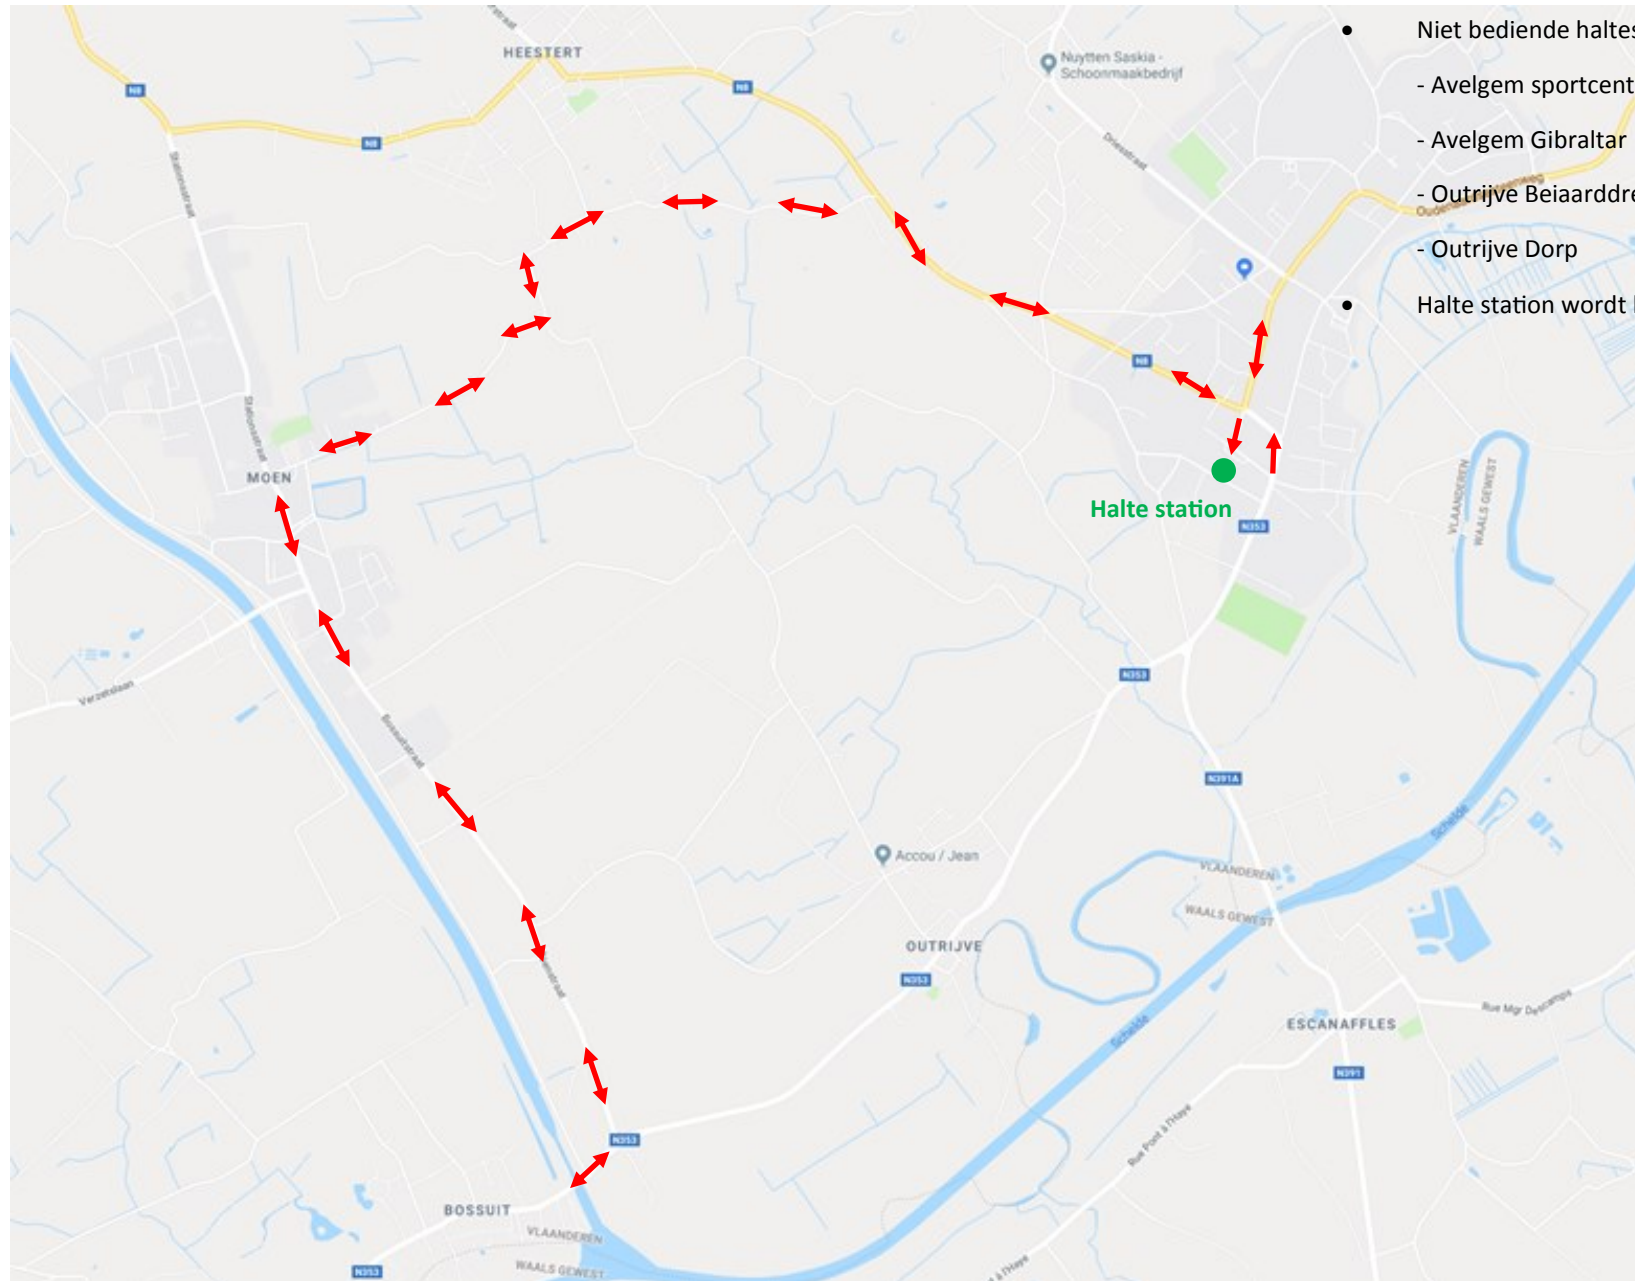 HEESTERT
Nuytten Saskia -
Schoonmaakbedrijf
N8
N8
N8
Stationsstraat
Driesstraat
• Niet bediende haltes
- Avelgem sportcent
- Avelgem Gibraltar
- Outrijve Beiaarddre
- Outrijve Dorp
• Halte station wordt
N8
Stationsstraat
MOEN
Halte station
N353
VLAANDEREN
WAALS GEWEST
Verzetslaan
Bossuitstraat
N353
N391A
Schelde
Accou / Jean
VLAANDEREN
WAALS GEWEST
OUTRIJVE
N353
Schelde
ESCANAFFLES
Rue Mgr Descamps
N391
Rue Pont à l'Haye
N353
BOSSUIT
VLAANDEREN
WAALS GEWEST
N353